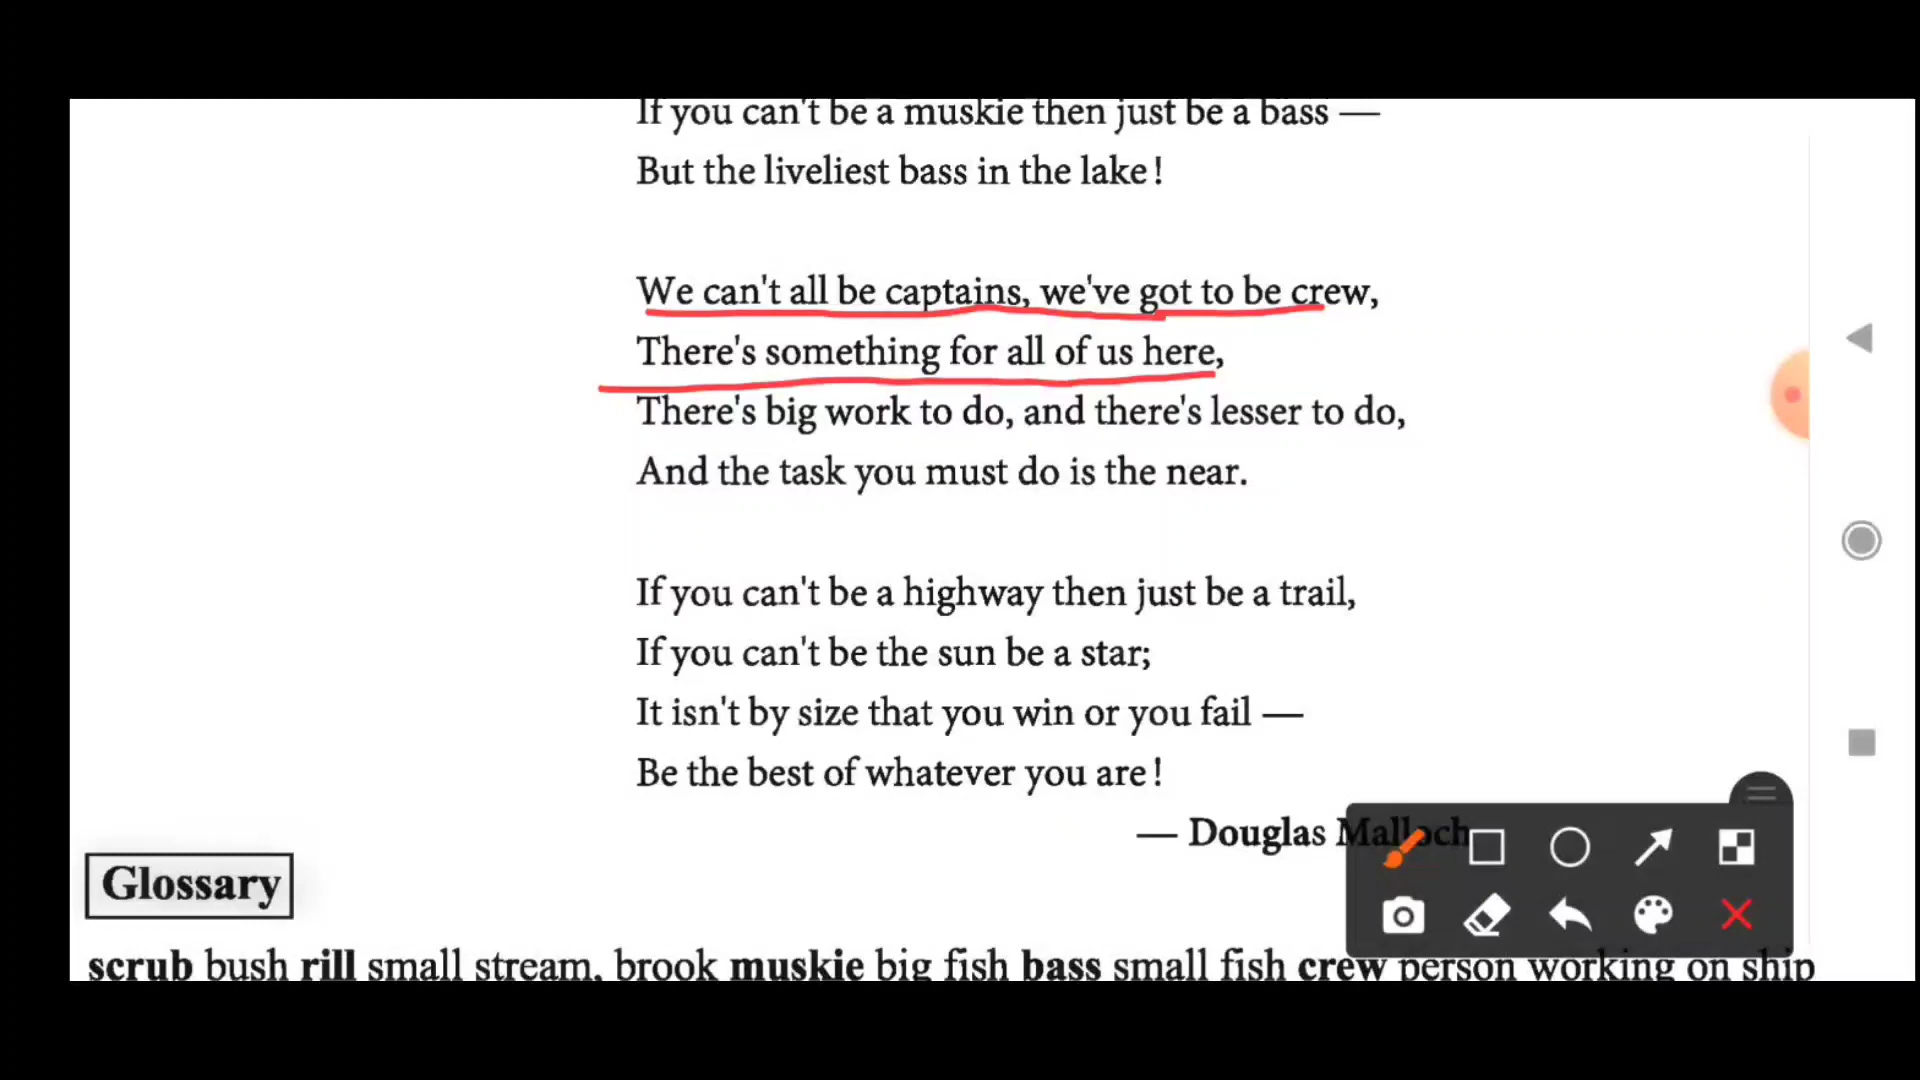 If you can't be a muskie then just be a bass —
But the liveliest bass in the lake!
We can't all be captains, we've got to be crew,
There's something for all of us here,
There's big work to do, and there's lesser to do,
And the task you must do is the near.
If you can't be a highway then just be a trail,
If you can't be the sun be a star;
It isn't by size that you win or you fail —
Be the best of whatever you are!
— Douglas Malloch
Glossary
scrub bush rill small stream, brook muskie big fish bass small fish crew person working on ship